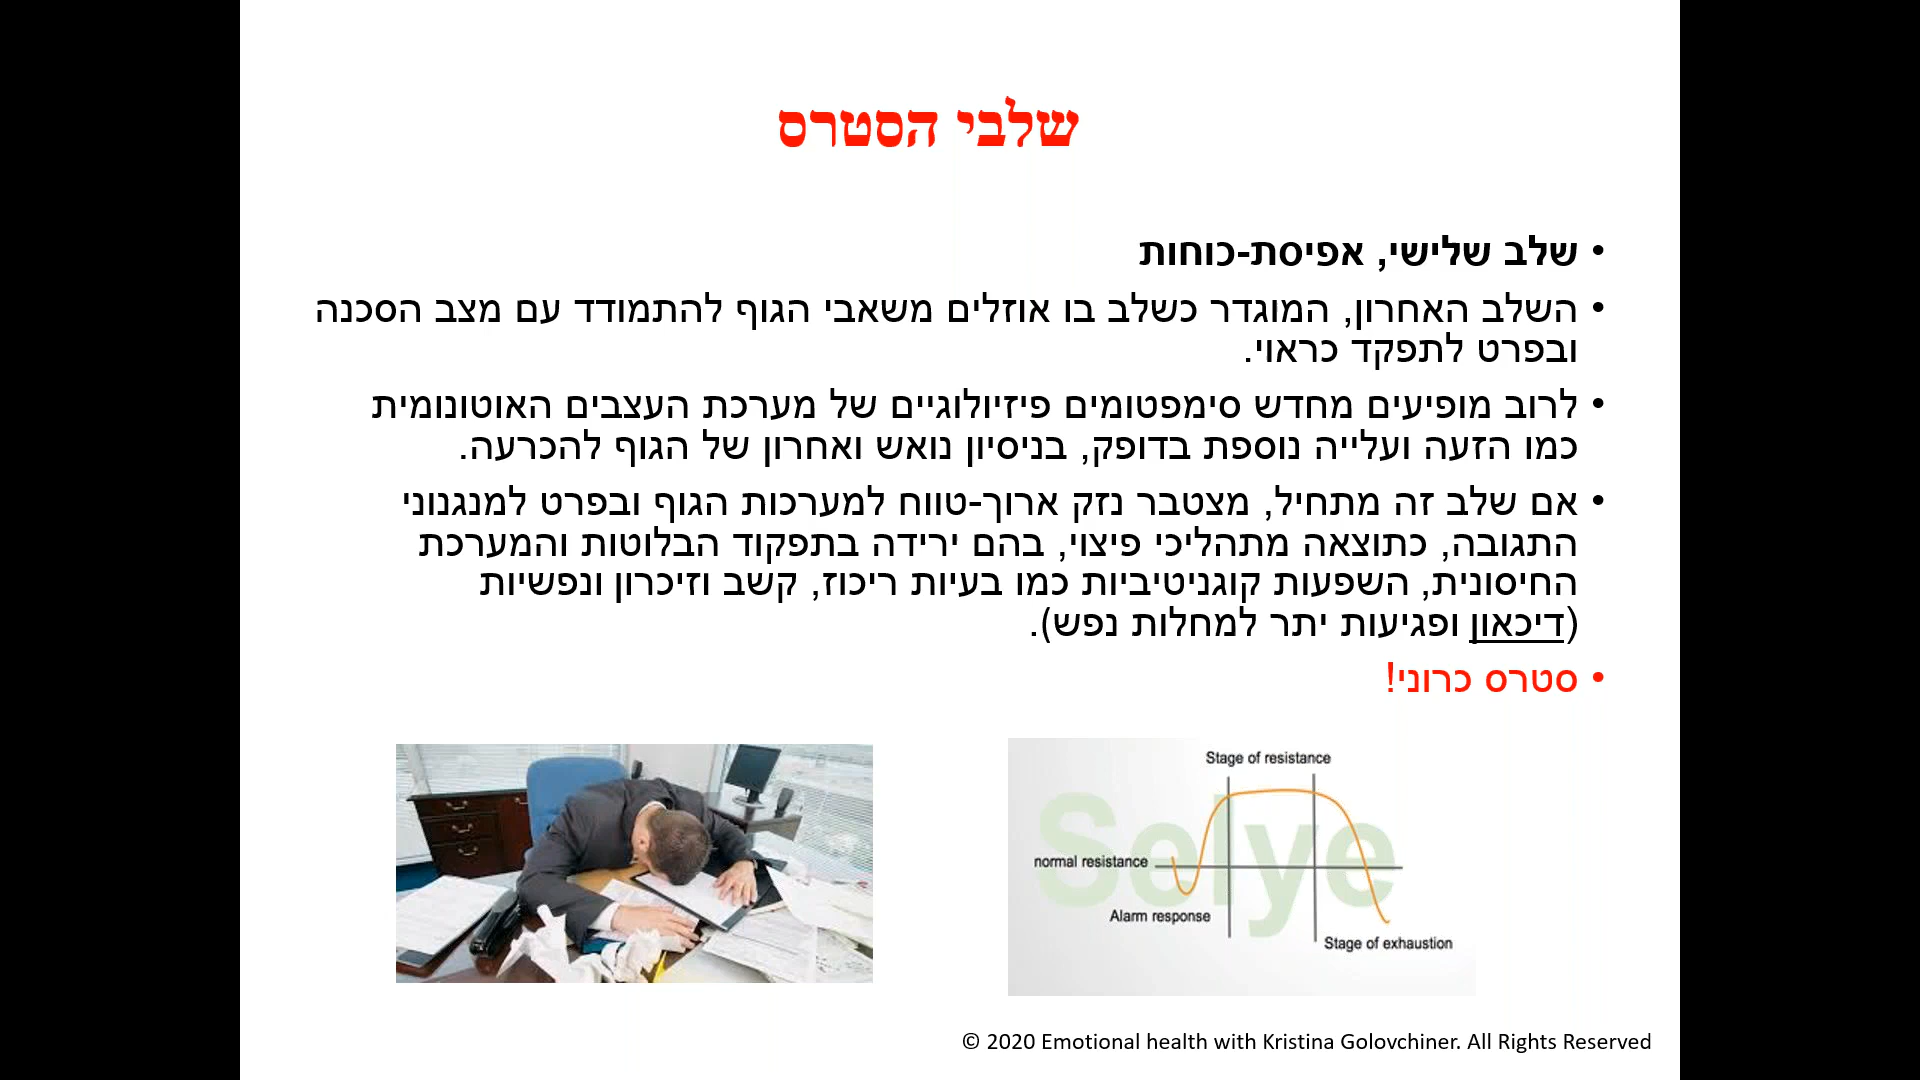 שלבי הסטרס
• שלב שלישי, אפיסת-כוחות
• השלב האחרון, המוגדר כשלב בו אוזלים משאבי הגוף להתמודד עם מצב הסכנה
ובפרט לתפקד כראוי.
• לרוב מופיעים מחדש סימפטומים פיזיולוגיים של מערכת העצבים האוטונומית
כמו הזעה ועלייה נוספת בדופק, בניסיון נואש ואחרון של הגוף להכרעה.
• אם שלב זה מתחיל, מצטבר נזק ארוך-טווח למערכות הגוף ובפרט למנגנוני
התגובה, כתוצאה מתהליכי פיצוי, בהם ירידה בתפקוד הבלוטות והמערכת
החיסונית, השפעות קוגניטיביות כמו בעיות ריכוז, קשב וזיכרון ונפשיות
(דיכאון ופגיעות יתר למחלות נפש).
• סטרס כרוני!
Stage of resistance
Selye
normal resistance
Alarm response
Stage of exhaustion
© 2020 Emotional health with Kristina Golovchiner. All Rights Reserved